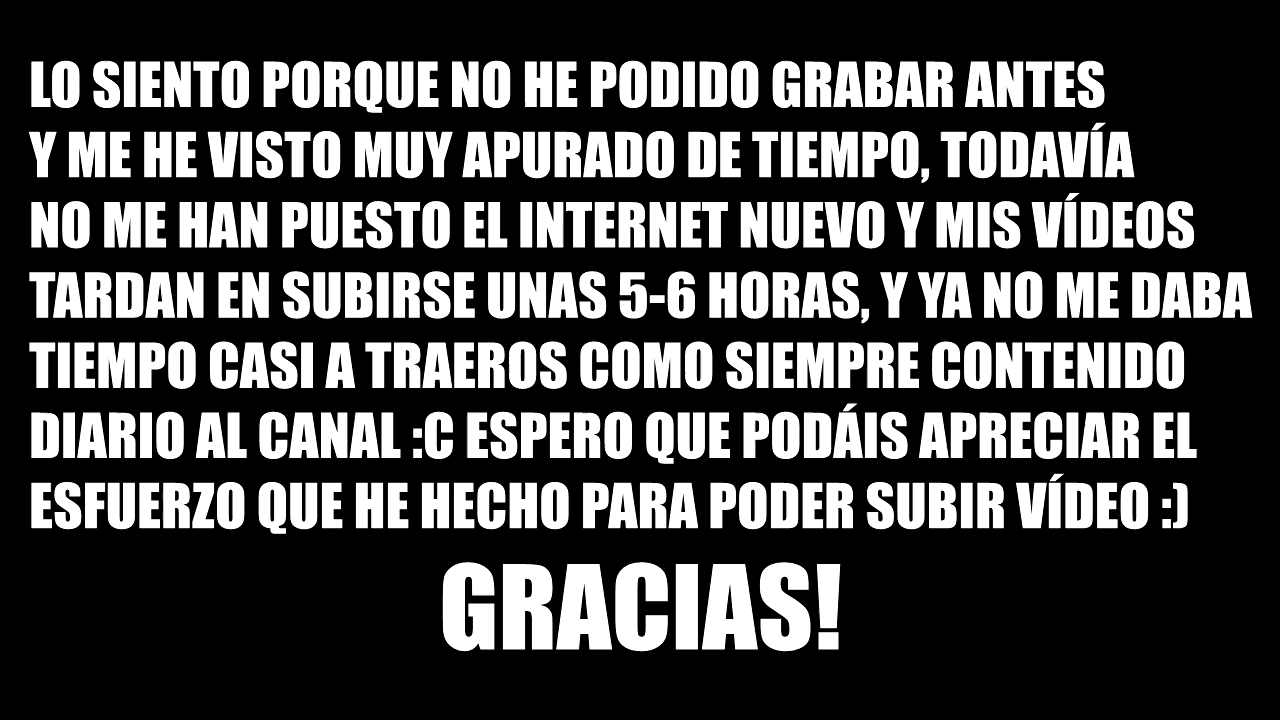 LO SIENTO PORQUE NO HE PODIDO GRABAR ANTES
Y ME HE VISTO MUY APURADO DE TIEMPO, TODAVÍA
NO ME HAN PUESTO EL INTERNET NUEVO Y MIS VÍDEOS
TARDAN EN SUBIRSE UNAS 5-6 HORAS, Y YA NO ME DABA
TIEMPO CASI A TRAEROS COMO SIEMPRE CONTENIDO
DIARIO AL CANAL :C ESPERO QUE PODÁIS APRECIAR EL
ESFUERZO QUE HE HECHO PARA PODER SUBIR VÍDEO :)
GRACIAS!